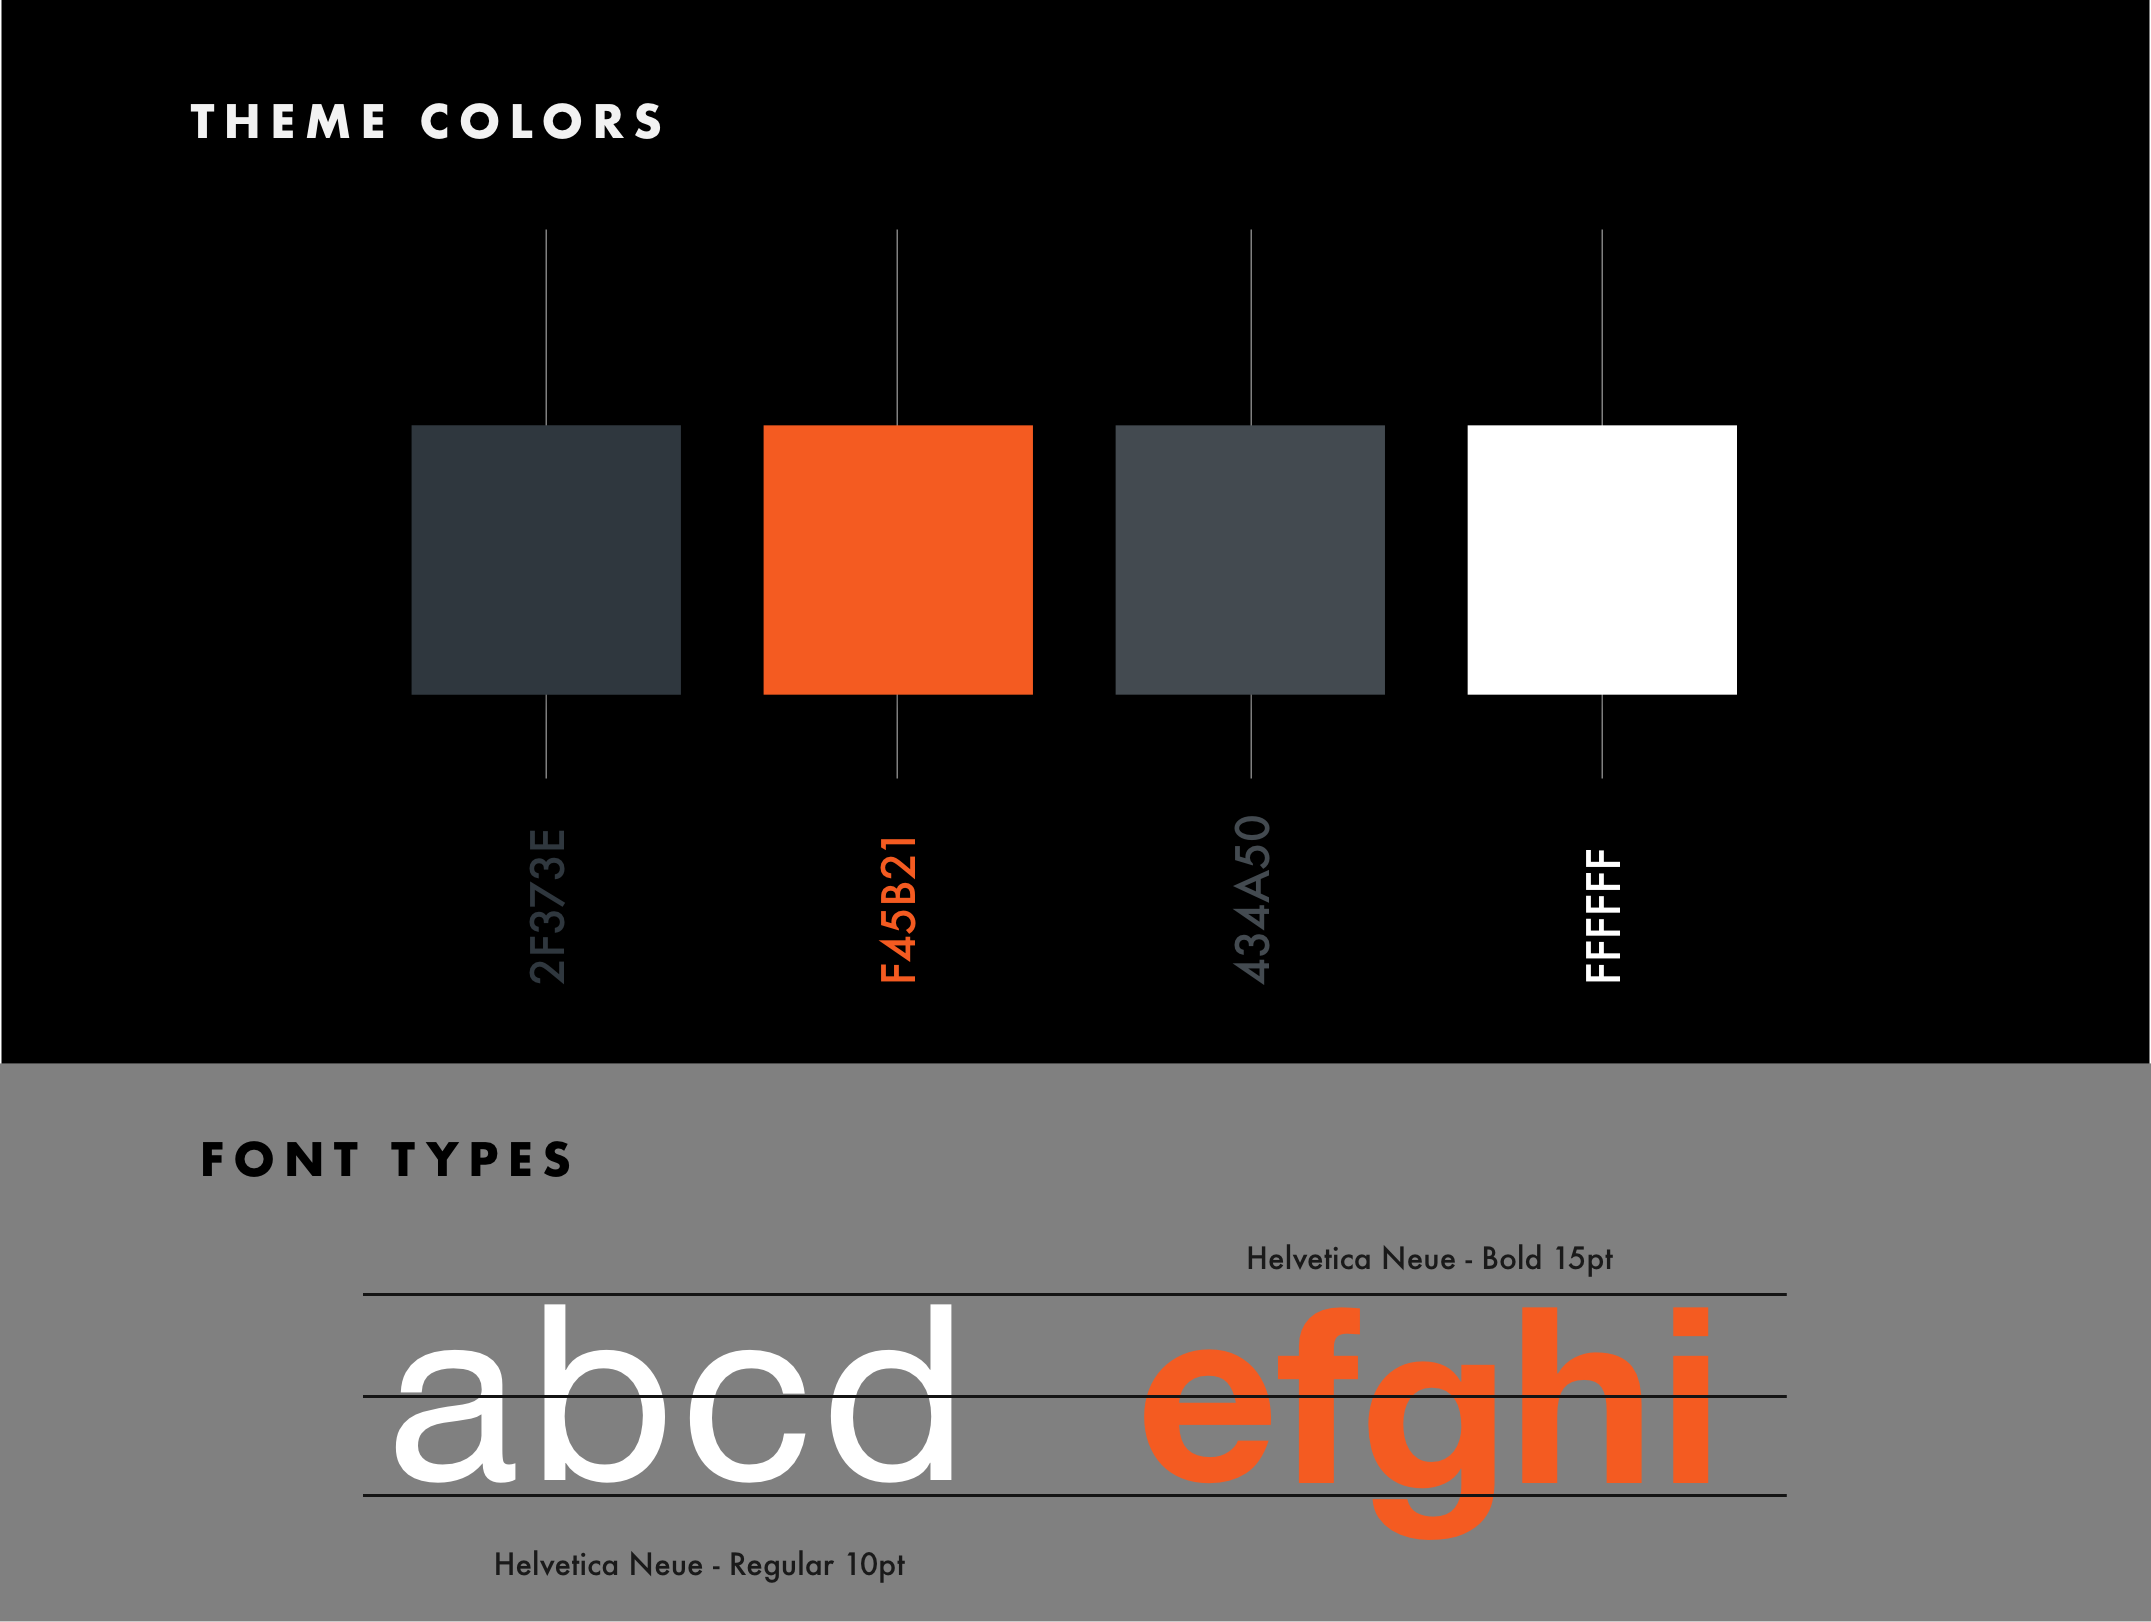 THEME COLORS
2F373E
F45B21
434A50
FFFFFF
FONT TYPES
Helvetica Neue - Bold 15pt
abcd efghi
Helvetica Neue - Regular 10pt